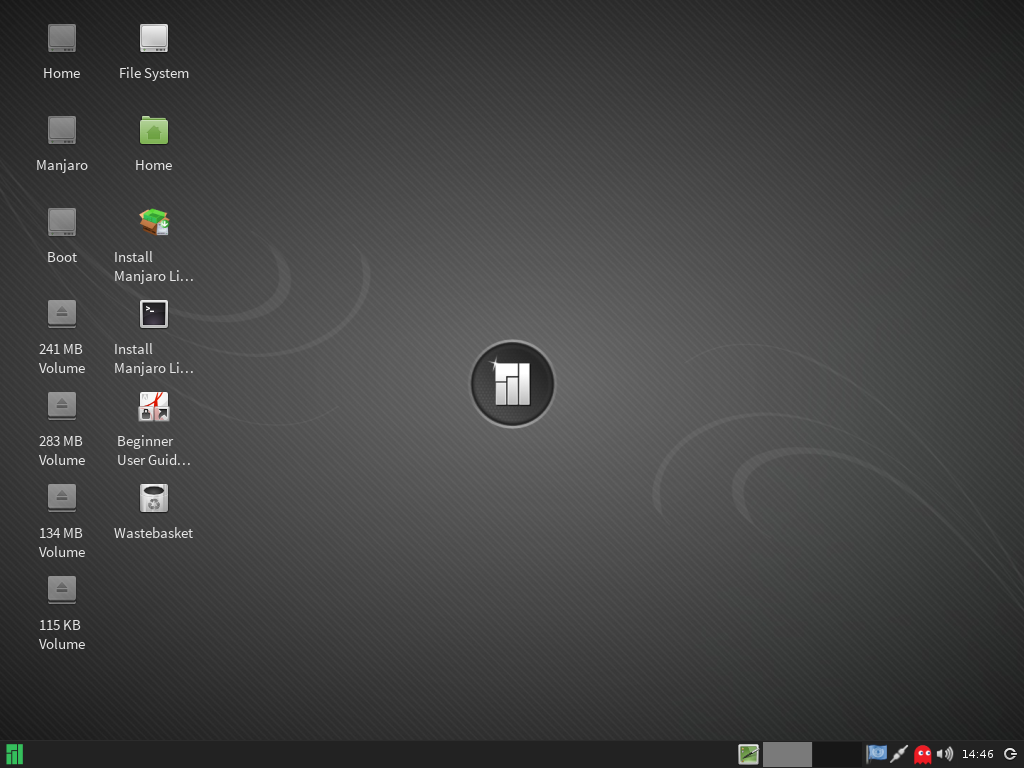 Home
File System
Manjaro
Home
Boot
Install
Manjaro Li...
241 MB
Volume
Install
Manjaro Li...
283 MB
Volume
Beginner
User Guid...
134 MB
Volume
Wastebasket
115 KB
Volume
14:46